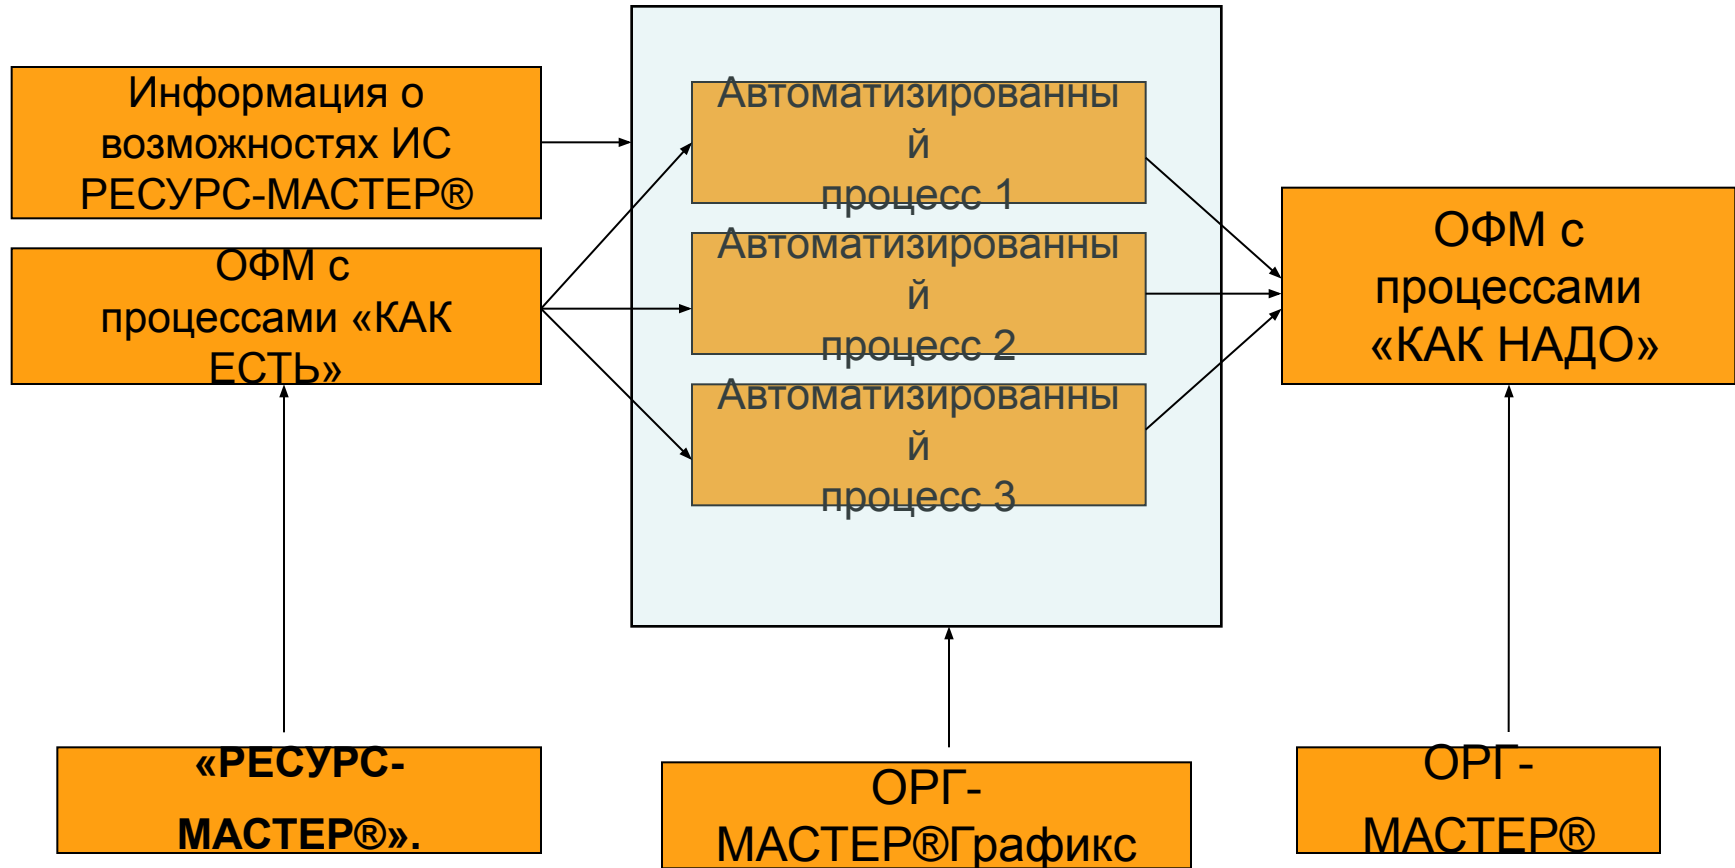 Информация о
возможностях ИС
РЕСУРС-МАСТЕР®
ОФМ с
процессами «КАК
ЕСТЬ»
Автоматизированны
й
процесс 1
Автоматизированны
й
процесс 2
Автоматизированны
й
процесс 3
ОФМ с
процессами
«КАК НАДО»
«РЕСУРС-
МАСТЕР®».
ОРГ-
МАСТЕР®Графикс
ОРГ-
МАСТЕР®